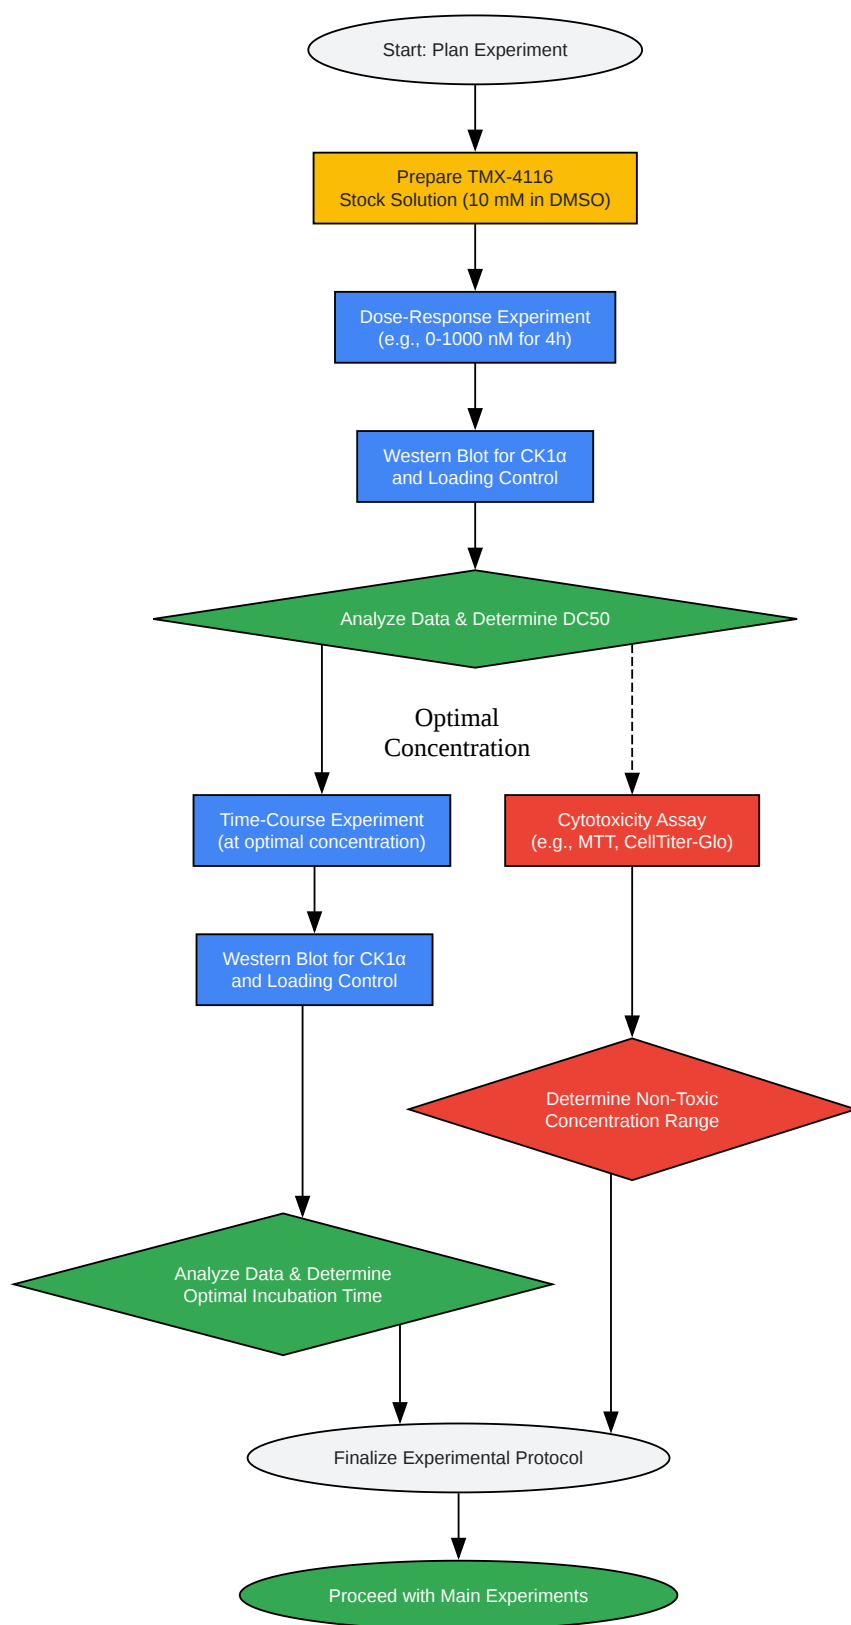 Start: Plan Experiment
Prepare TMX-4116
Stock Solution (10 mM in DMSO)
Dose-Response Experiment
(e.g., 0-1000 nM for 4h)
Western Blot for CK1α
and Loading Control
Analyze Data & Determine DC50
Optimal
Concentration
Time-Course Experiment
(at optimal concentration)
Cytotoxicity Assay
(e.g., MTT, CellTiter-Glo)
Western Blot for CK1α
and Loading Control
Determine Non-Toxic
Concentration Range
Analyze Data & Determine
Optimal Incubation Time
Finalize Experimental Protocol
Proceed with Main Experiments